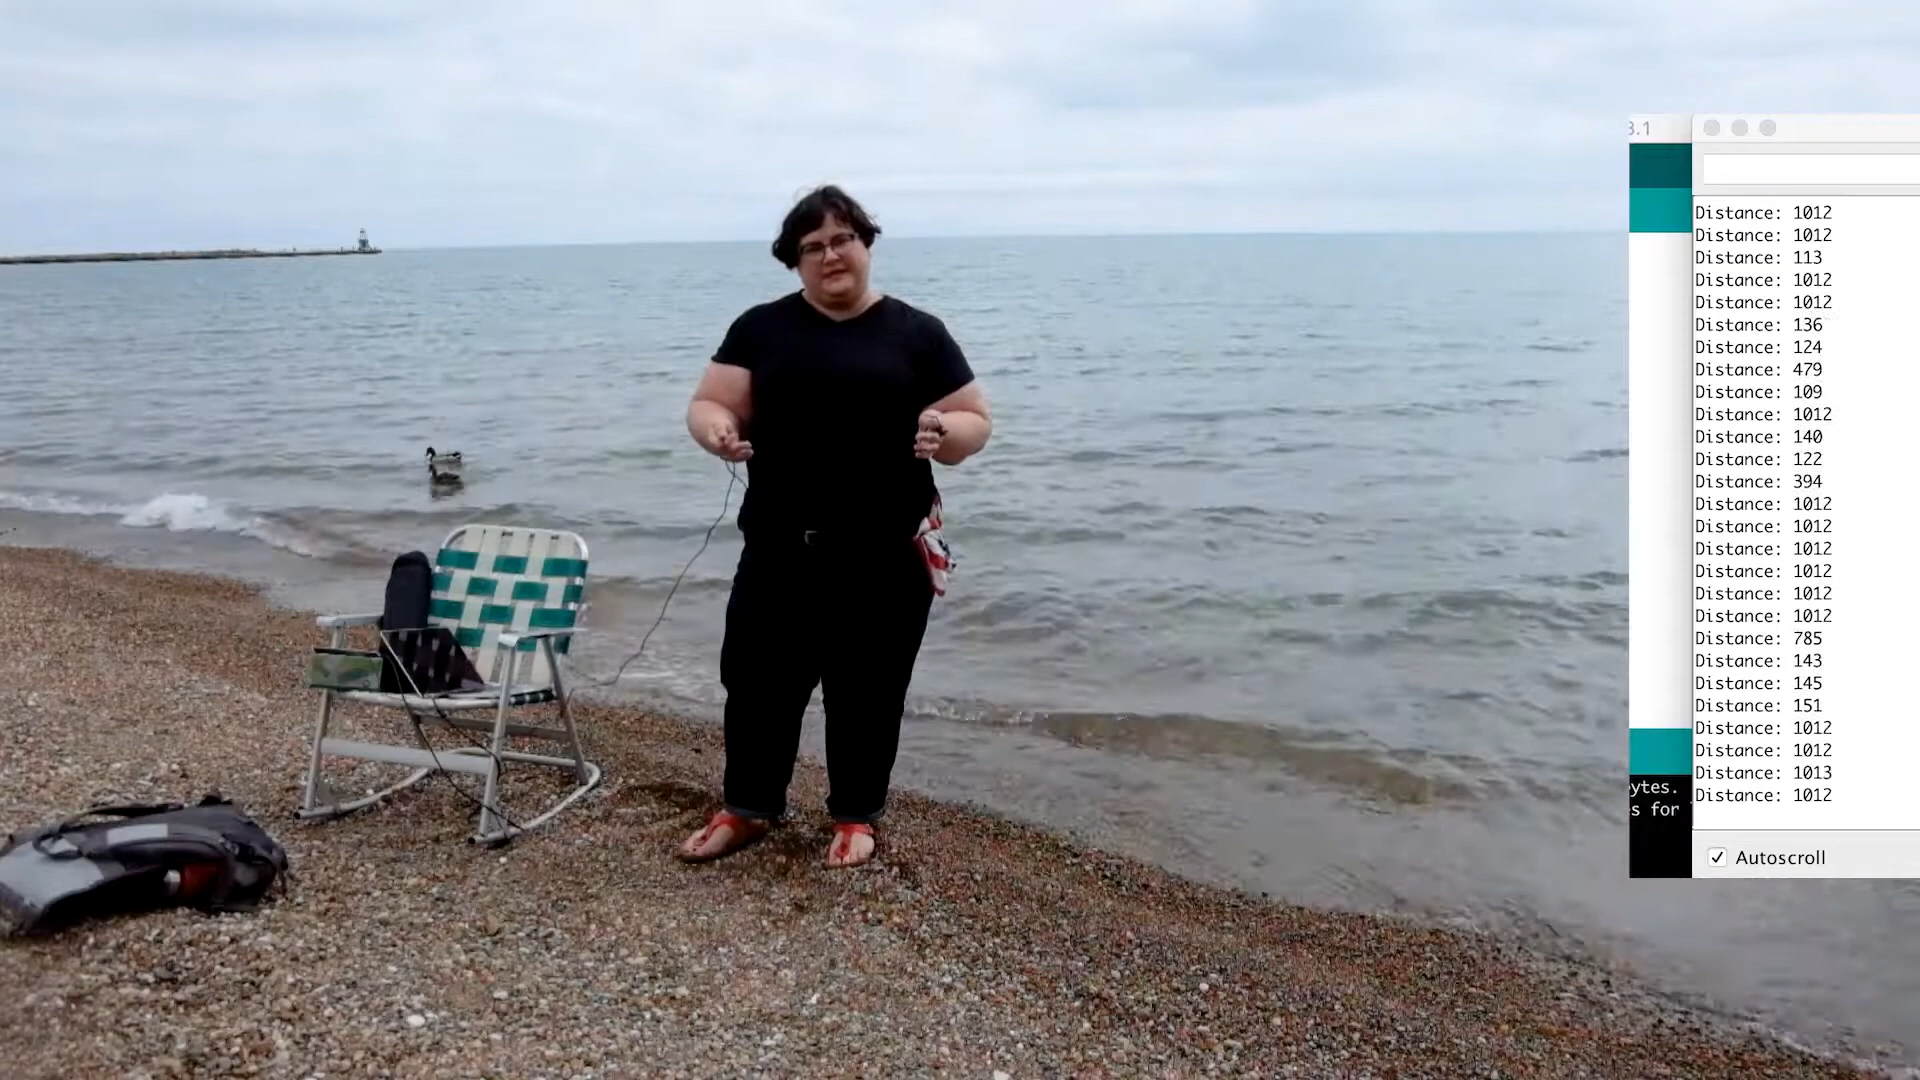 3.1
Distance: 1012
Distance: 1012
Distance: 113
Distance: 1012
Distance: 1012
Distance: 136
Distance: 124
Distance: 479
Distance: 109
Distance: 1012
Distance: 140
Distance: 122
Distance: 394
Distance: 1012
Distance: 1012
Distance: 1012
Distance: 1012
Distance: 1012
Distance: 1012
Distance: 785
Distance: 143
Distance: 145
Distance: 151
Distance: 1012
Distance: 1012
Distance: 1013
Distance: 1012
ytes.
s for
Autoscroll